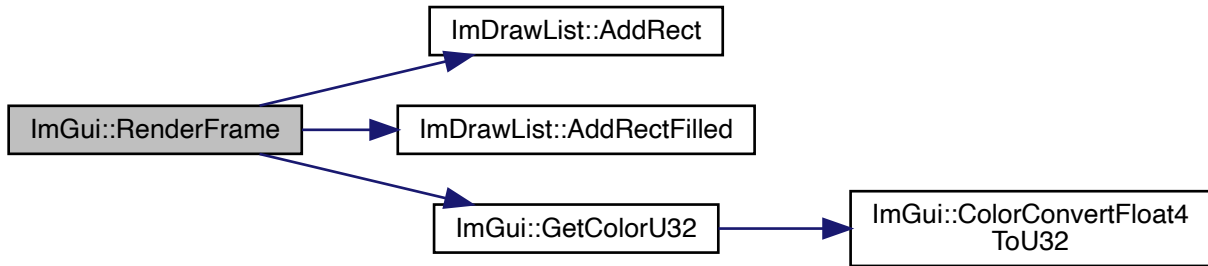 ImDrawList::AddRect
ImGui::RenderFrame
ImDrawList::AddRectFilled
ImGui::GetColorU32
ImGui::ColorConvertFloat4
ToU32